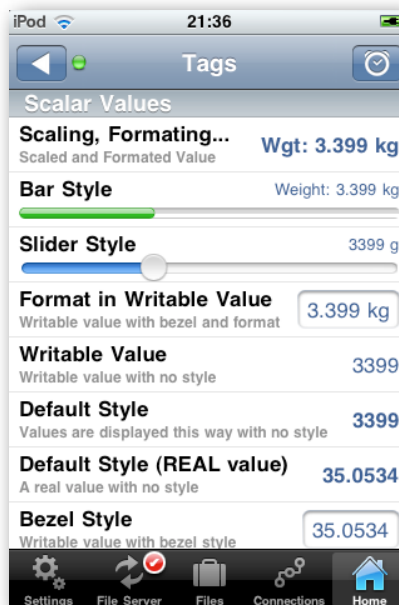 iPod 21:36
Tags
Scalar Values
Scaling, Formating... Wgt: 3.399 kg
Scaled and Formated Value
Bar Style Weight: 3.399 kg
Slider Style 3399 g
Format in Writable Value 3.399 kg
Writable value with bezel and format
Writable Value 3399
Writable value with no style
Default Style 3399
Values are displayed this way with no style
Default Style (REAL value) 35.0534
A real value with no style
Bezel Style 35.0534
Writable value with bezel style
Settings File Server Files Connections Home